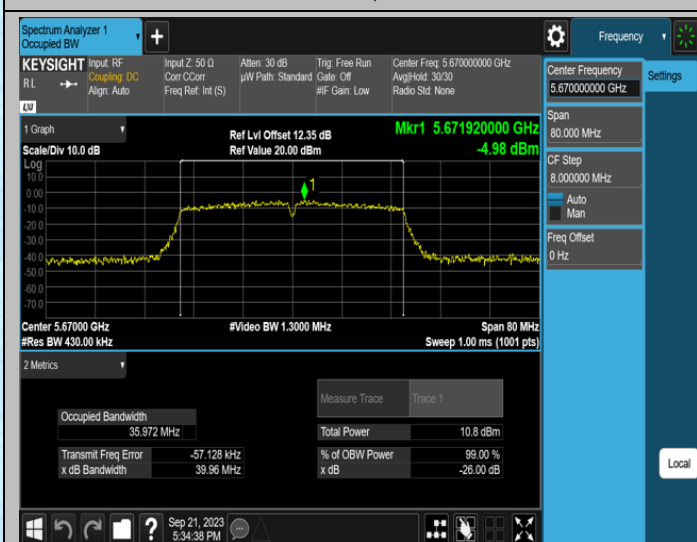 Spectrum Analyzer 1
Occupied BW
Frequency
KEYSIGHT
Input: RF
Input Z: 50 Ω
Atten: 30 dB
Trig: Free Run
Center Freq: 5.670000000 GHz
R L
Coupling: DC
Corr CCorr
µW Path: Standard
Gate: Off
Avg|Hold: 30/30
Align: Auto
Freq Ref: Int (S)
#IF Gain: Low
Radio Std: None
LXI
1 Graph
Scale/Div 10.0 dB
Ref Lvl Offset 12.35 dB
Ref Value 20.00 dBm
Mkr1 5.671920000 GHz
-4.98 dBm
Log
10.0
0.00
-10.0
-20.0
-30.0
-40.0
-50.0
-60.0
-70.0
1
Center 5.67000 GHz
#Video BW 1.3000 MHz
Span 80 MHz
#Res BW 430.00 kHz
Sweep 1.00 ms (1001 pts)
2 Metrics
Measure Trace
Trace 1
Occupied Bandwidth
35.972 MHz
Total Power
10.8 dBm
Transmit Freq Error
-57.128 kHz
% of OBW Power
99.00 %
x dB Bandwidth
39.96 MHz
x dB
-26.00 dB
Center Frequency
5.670000000 GHz
Settings
Span
80.000 MHz
CF Step
8.000000 MHz
Auto
Man
Freq Offset
0 Hz
Local
?
Sep 21, 2023
5:34:38 PM